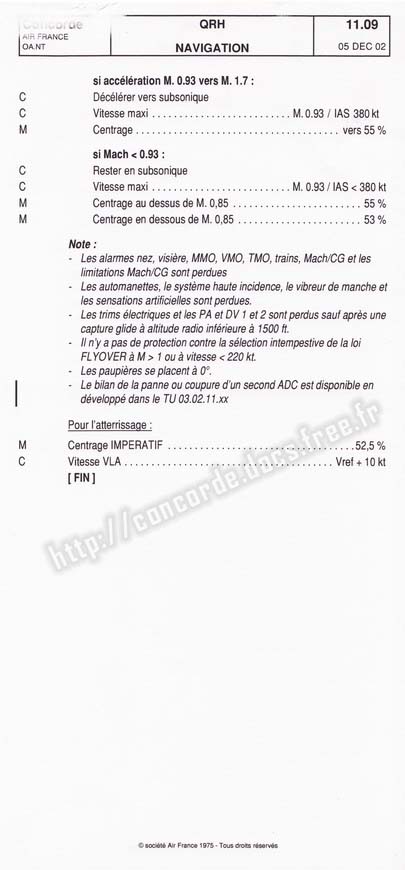 Concorde
AIR FRANCE
OA.NT
QRH
NAVIGATION
11.09
05 DEC 02
si accélération M. 0.93 vers M. 1.7 :
C Décélérer vers subsonique
C Vitesse maxi . . . . . . . . . . . . . . . . . . . . . . . . . . M. 0.93 / IAS 380 kt
M Centrage . . . . . . . . . . . . . . . . . . . . . . . . . . . . . . . . . . . . . . vers 55 %
si Mach < 0.93 :
C Rester en subsonique
C Vitesse maxi . . . . . . . . . . . . . . . . . . . . . . . . . . M. 0.93 / IAS < 380 kt
M Centrage au dessus de M. 0,85 . . . . . . . . . . . . . . . . . . . . . . . . 55 %
M Centrage en dessous de M. 0,85 . . . . . . . . . . . . . . . . . . . . . . . 53 %
Note :
- Les alarmes nez, visière, MMO, VMO, TMO, trains, Mach/CG et les
limitations Mach/CG sont perdues
- Les automanettes, le système haute incidence, le vibreur de manche et
les sensations artificielles sont perdus.
- Les trims électriques et les PA et DV 1 et 2 sont perdus sauf après une
capture glide à altitude radio inférieure à 1500 ft.
- Il n'y a pas de protection contre la sélection intempestive de la loi
FLYOVER à M > 1 ou à vitesse < 220 kt.
- Les paupières se placent à 0°.
- Le bilan de la panne ou coupure d'un second ADC est disponible en
développé dans le TU 03.02.11.xx
Pour l'atterrissage :
M Centrage IMPERATIF . . . . . . . . . . . . . . . . . . . . . . . . . . . . . . . 52,5 %
C Vitesse VLA . . . . . . . . . . . . . . . . . . . . . . . . . . . . . . . . . . . Vref + 10 kt
[ FIN ]
http://concorde.docs.free.fr
© société Air France 1975 - Tous droits réservés